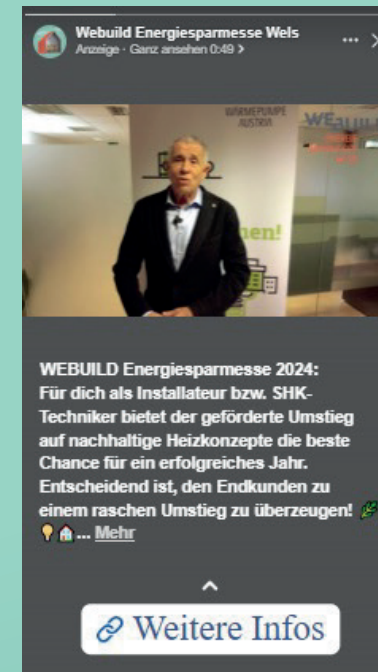 Webuild Energiesparmesse Wels
Anzeige · Ganz ansehen 0:49 >
WÄRMEPUMPE
AUSTRIA
WEBUILD
nen!
WEBUILD Energiesparmesse 2024:
Für dich als Installateur bzw. SHK-
Techniker bietet der geförderte Umstieg
auf nachhaltige Heizkonzepte die beste
Chance für ein erfolgreiches Jahr.
Entscheidend ist, den Endkunden zu
einem raschen Umstieg zu überzeugen! 🌿
💡🏠... Mehr
Weitere Infos